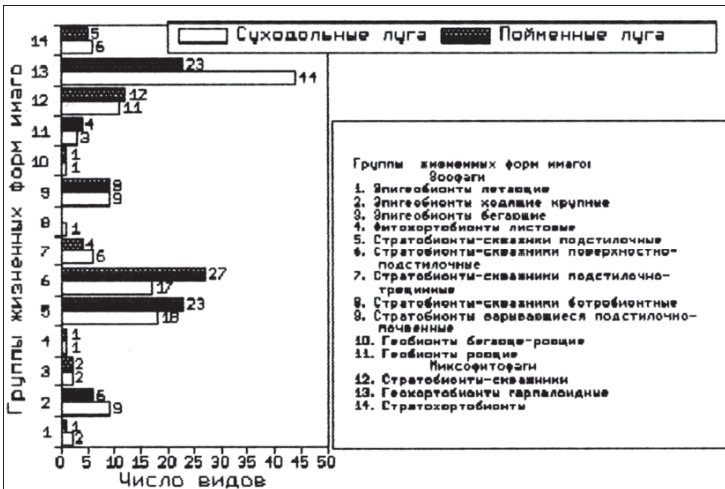 Суходольные луга Пойменные луга
Группы жизненных форм имаго
14 5
6
13 23
44
12 12
11
11 4
3
10 1
1
9 8
9
8 1
7 4
6
6 27
17
5 23
18
4 1
1
3 2
2
2 6
9
1 1
2
0 5 10 15 20 25 30 35 40 45 50
Число видов
Группы жизненных форм имаго:
Зоофаги
1. Эпигеобионты летающие
2. Эпигеобионты ходящие крупные
3. Эпигеобионты бегающие
4. Фитохортобионты листовые
5. Стратобионты-скважники подстилочные
6. Стратобионты-скважники поверхностно-
подстилочные
7. Стратобионты-скважники подстилочно-
трещинные
8. Стратобионты-скважники ботробионтные
9. Стратобионты зарывающиеся подстилочно-
почвенные
10. Геобионты бегающе-роющие
11. Геобионты роющие
Миксофитофаги
12. Стратобионты-скважники
13. Геохортобионты гарпалоидные
14. Стратохортобионты